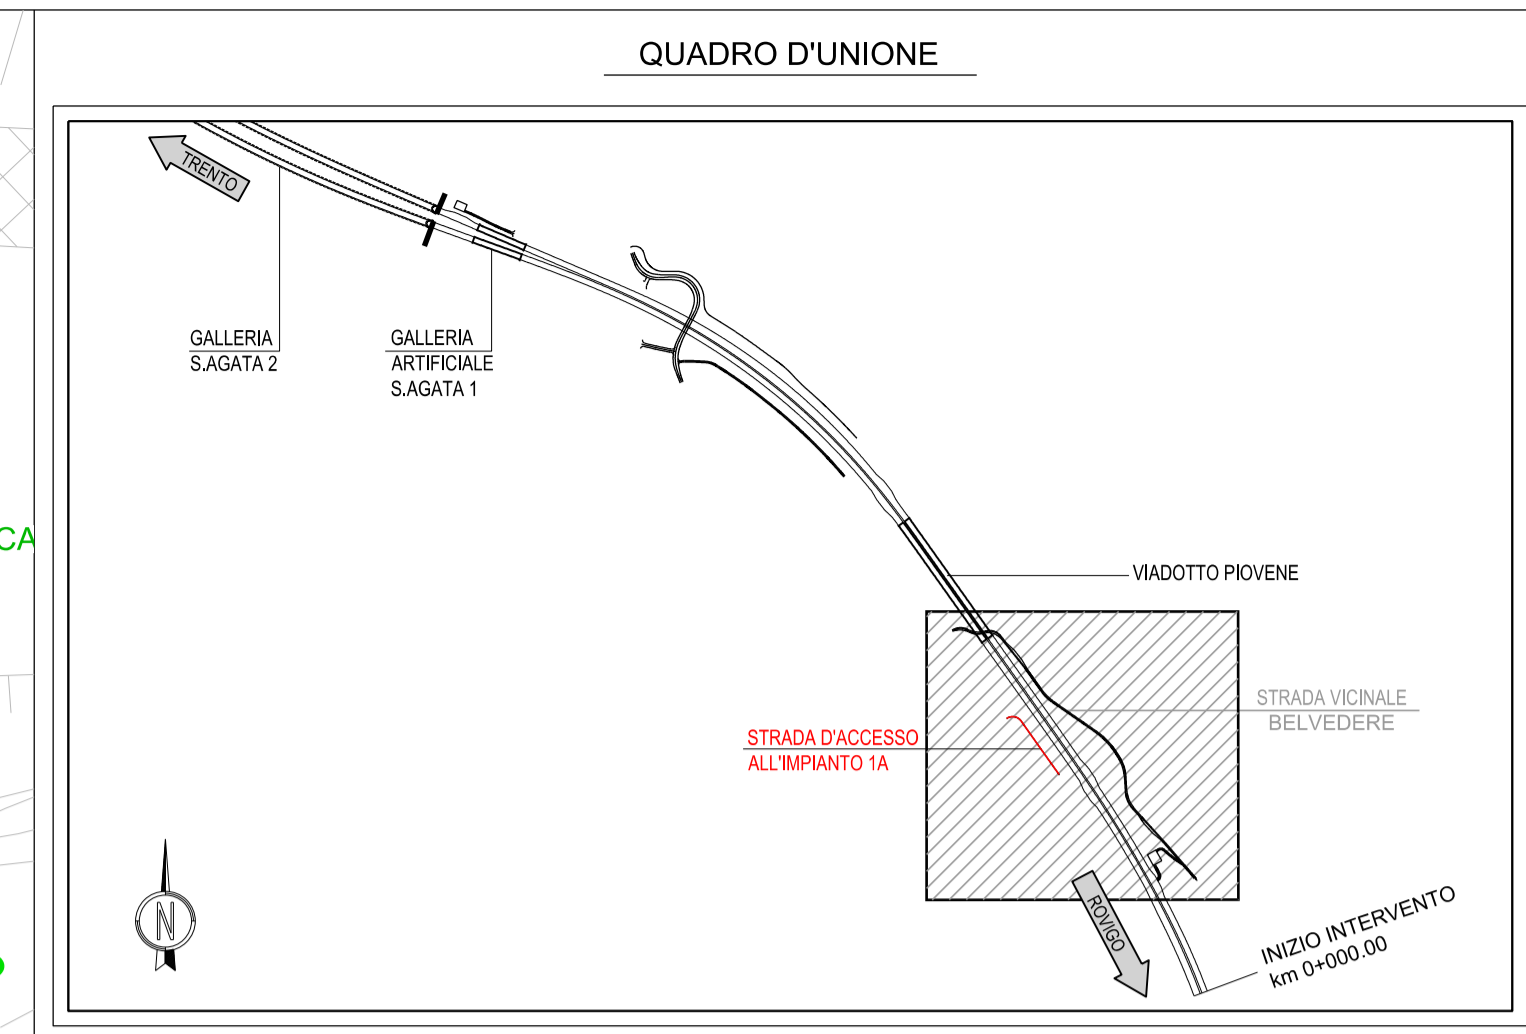 QUADRO D'UNIONE
TRENTO
GALLERIA
S.AGATA 2
GALLERIA
ARTIFICIALE
S.AGATA 1
CA
VIADOTTO PIOVENE
STRADA VICINALE
BELVEDERE
STRADA D'ACCESSO
ALL'IMPIANTO 1A
N
ROVIGO
INIZIO INTERVENTO
km 0+000.00